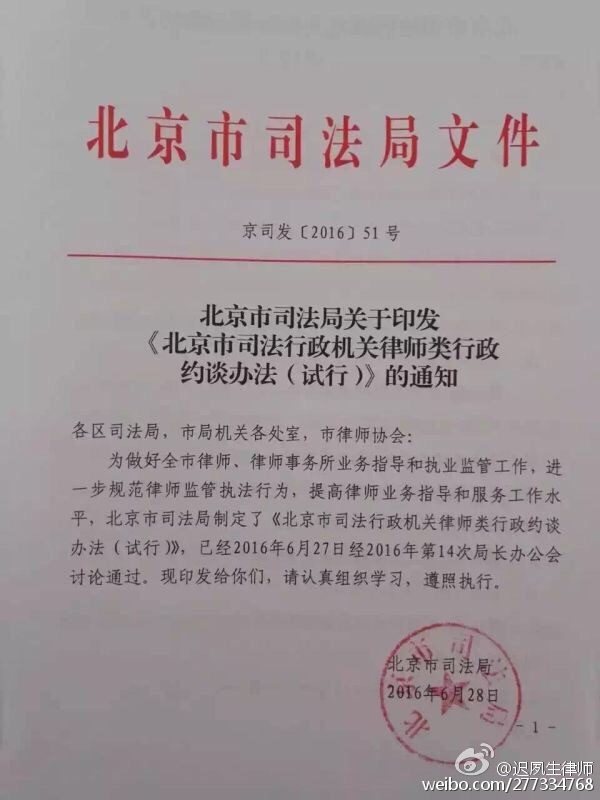 北京市司法局文件
京司发〔2016〕51号
北京市司法局关于印发
《北京市司法行政机关律师类行政
约谈办法（试行）》的通知
各区司法局，市局机关各处室，市律师协会：
为做好全市律师、律师事务所业务指导和执业监管工作，进
一步规范律师监管执法行为，提高律师业务指导和服务工作水
平，北京市司法局制定了《北京市司法行政机关律师类行政约谈
办法（试行）》，已经2016年6月27日经2016年第14次局长办公会
讨论通过。现印发给你们，请认真组织学习，遵照执行。
北京市司法局
2016年6月28日
北京市司法局
- 1 -
@迟夙生律师
weibo.com/277334768